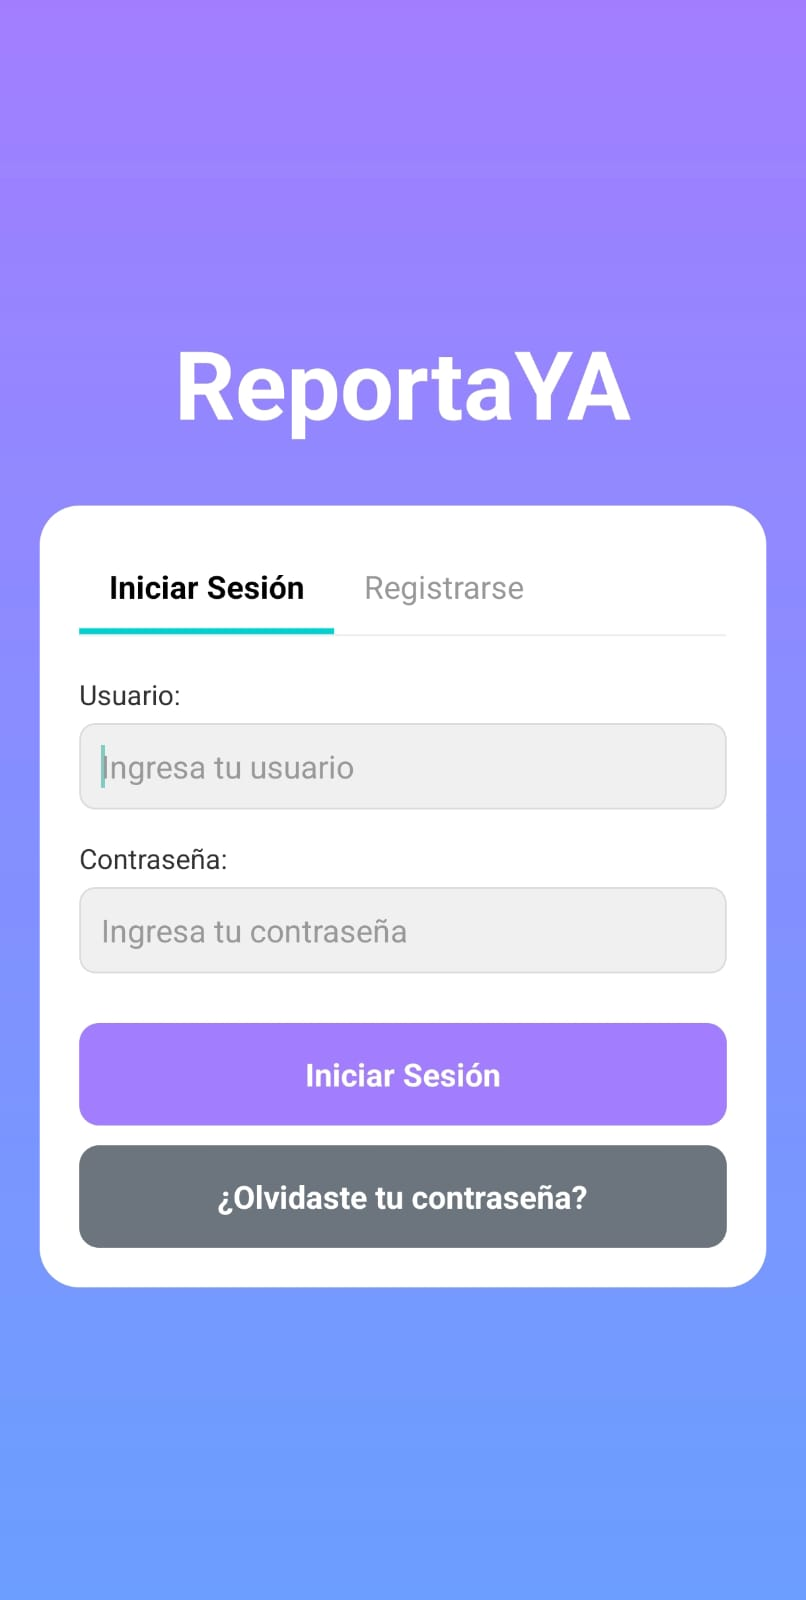 ReportaYA
Iniciar Sesión Registrarse
Usuario:
Ingresa tu usuario
Contraseña:
Ingresa tu contraseña
Iniciar Sesión
¿Olvidaste tu contraseña?